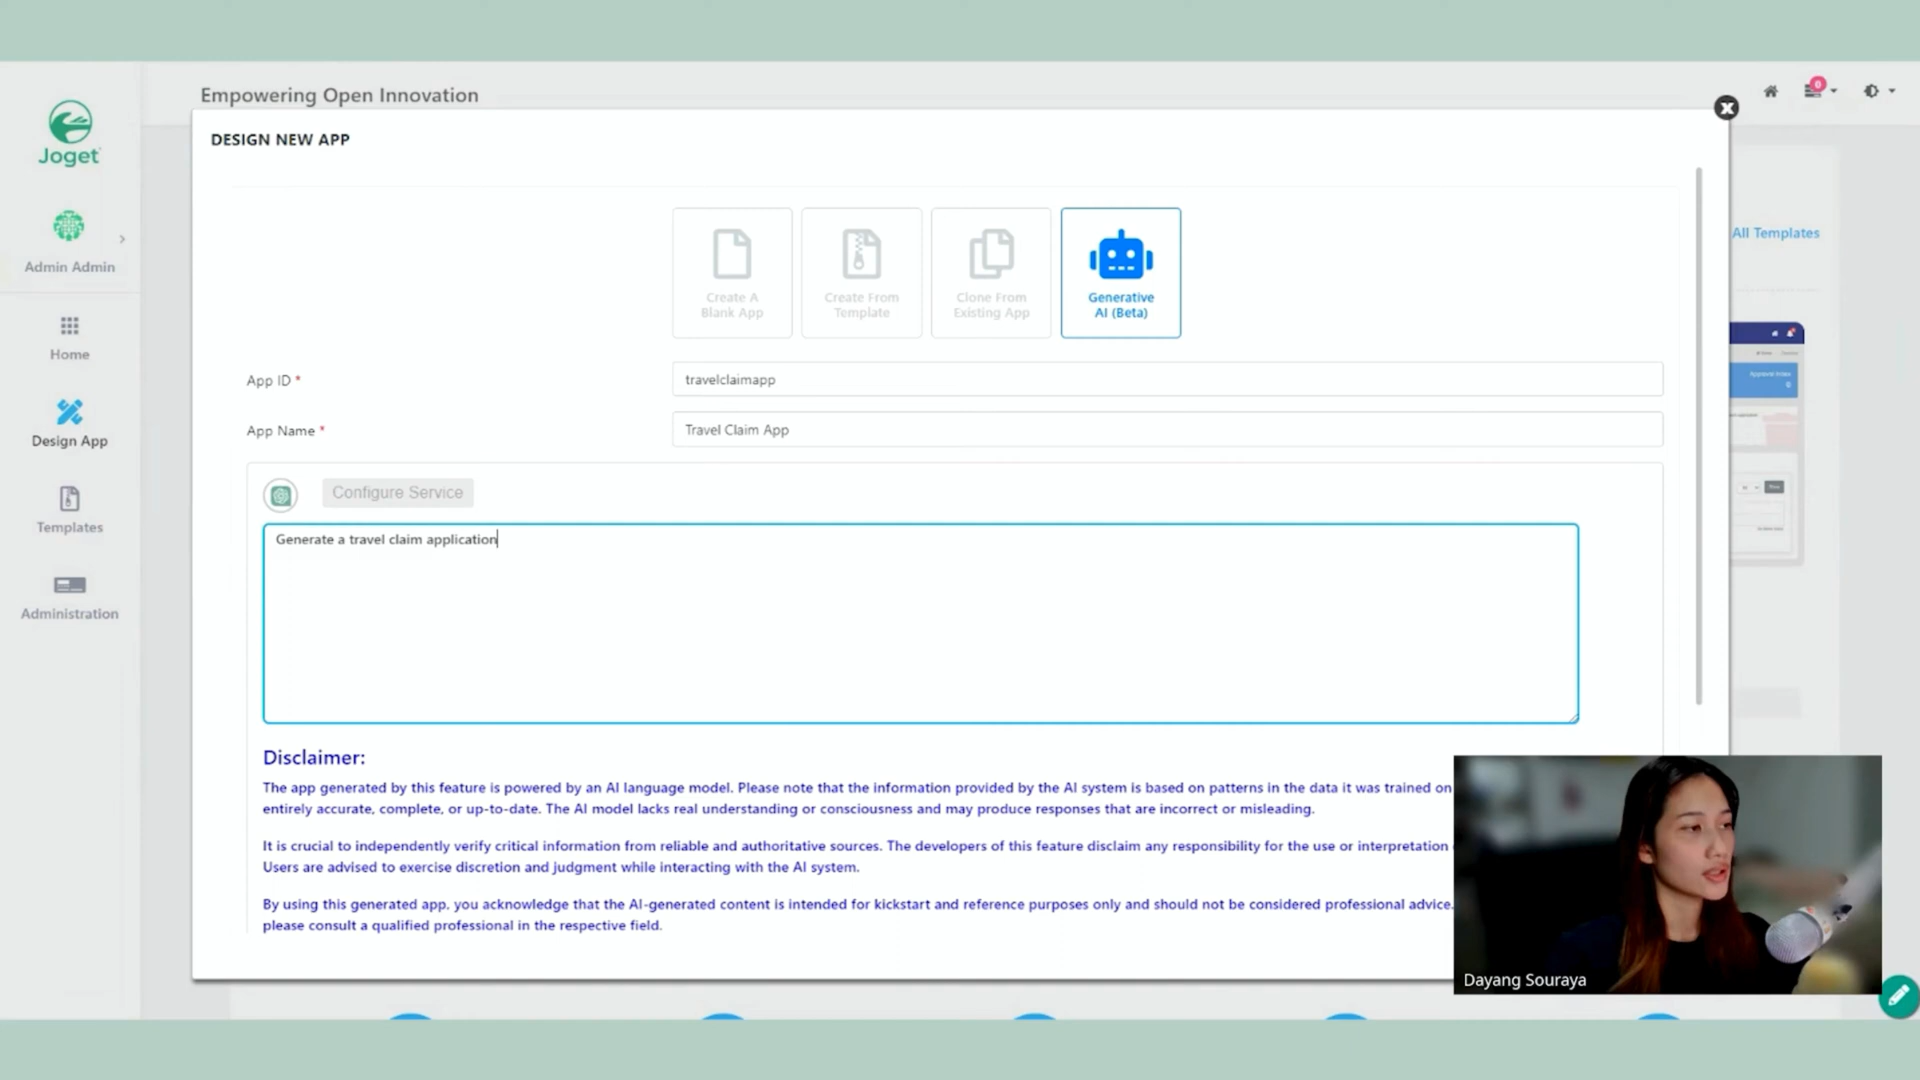 Empowering Open Innovation
0
Joget
DESIGN NEW APP
Admin Admin
Home
Design App
Templates
Administration
All Templates
Create A
Blank App
Create From
Template
Clone From
Existing App
Generative
AI (Beta)
App ID *
travelclaimapp
App Name *
Travel Claim App
Configure Service
Generate a travel claim application
Disclaimer:
The app generated by this feature is powered by an AI language model. Please note that the information provided by the AI system is based on patterns in the data it was trained on
entirely accurate, complete, or up-to-date. The AI model lacks real understanding or consciousness and may produce responses that are incorrect or misleading.
It is crucial to independently verify critical information from reliable and authoritative sources. The developers of this feature disclaim any responsibility for the use or interpretation
Users are advised to exercise discretion and judgment while interacting with the AI system.
By using this generated app, you acknowledge that the AI-generated content is intended for kickstart and reference purposes only and should not be considered professional advice.
please consult a qualified professional in the respective field.
Dayang Souraya